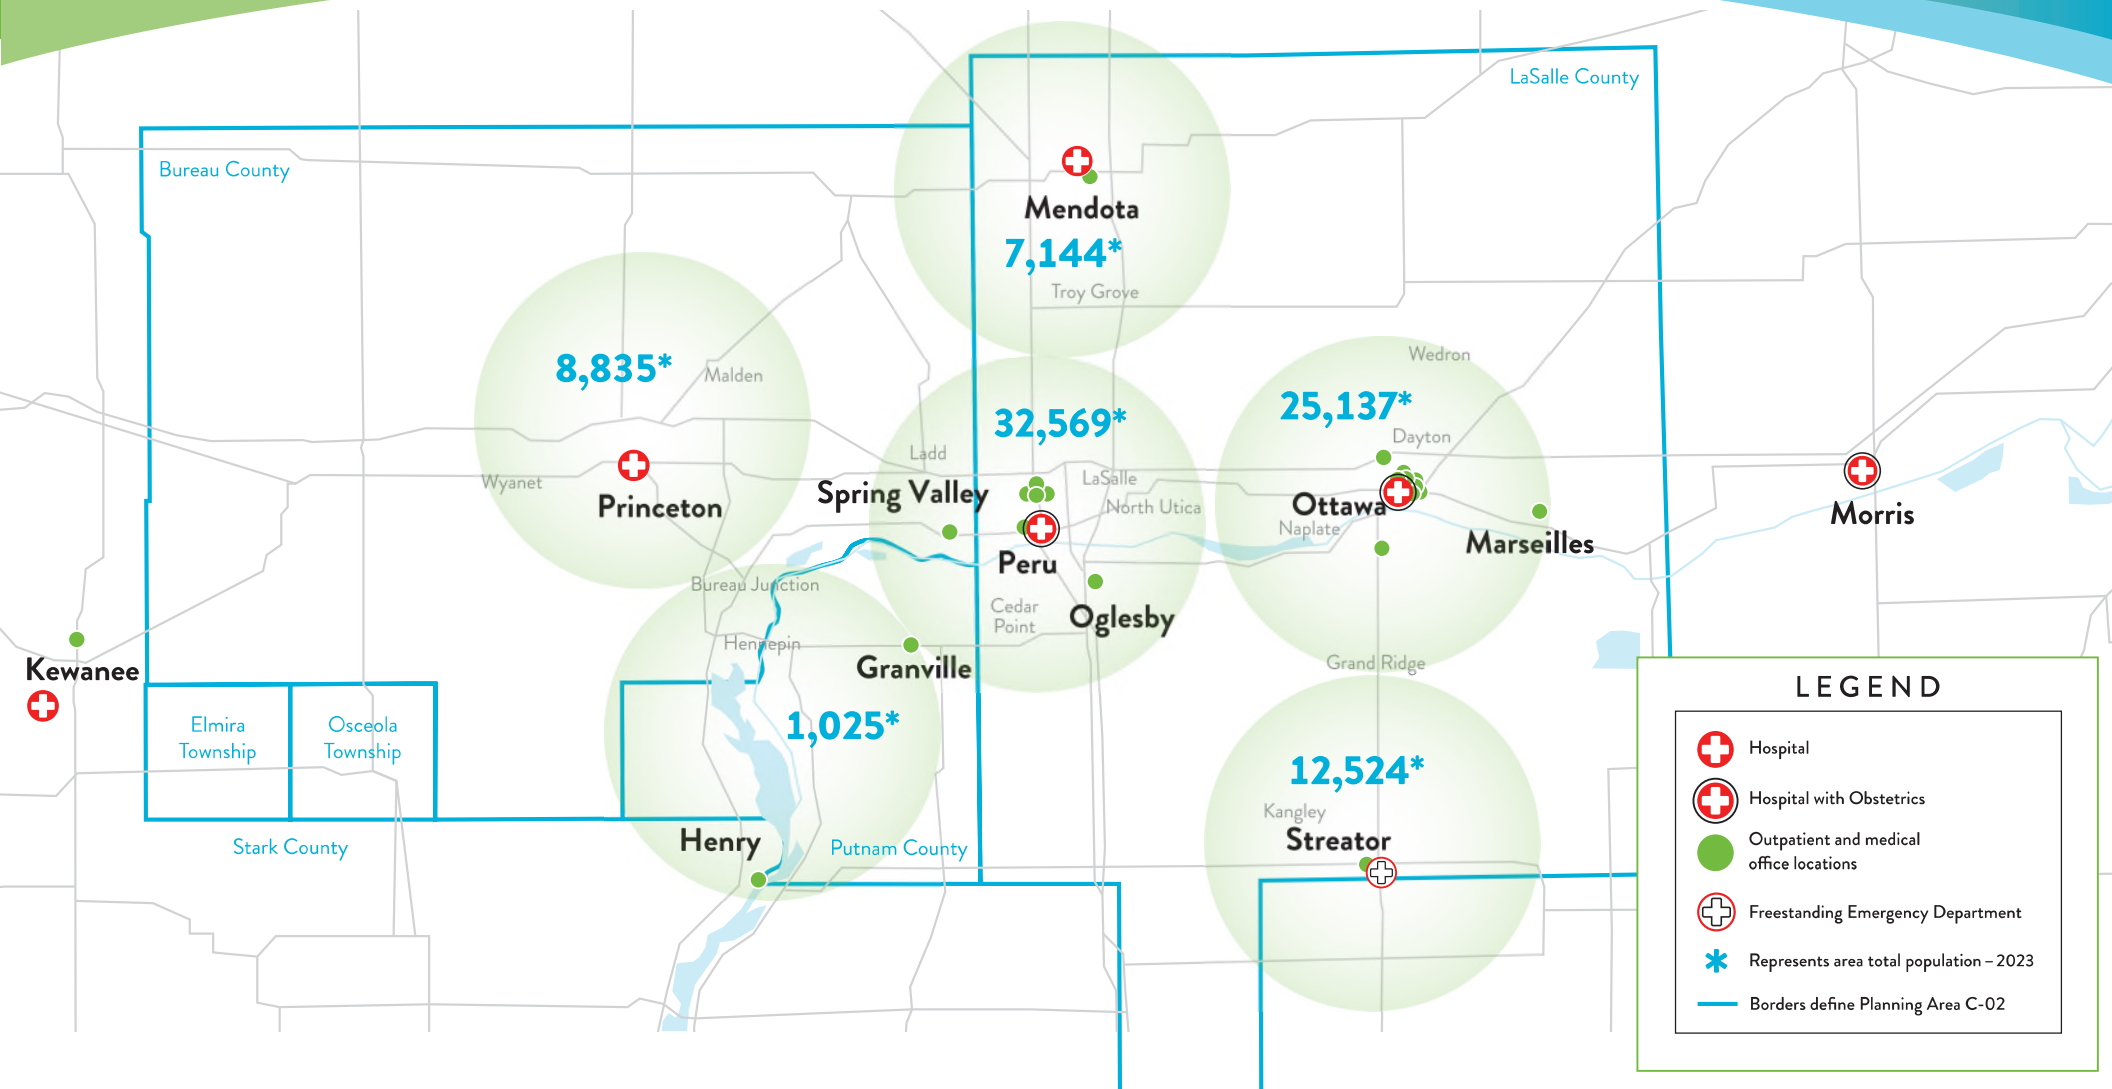 LaSalle County
Bureau County
Mendota
7,144*
Troy Grove
8,835*
Malden
Wyanet
Princeton
32,569*
Ladd
LaSalle
Spring Valley
North Utica
Peru
Cedar
Point
Oglesby
25,137*
Wedron
Dayton
Ottawa
Naplate
Marseilles
Morris
Grand Ridge
Bureau Junction
Hennepin
Granville
1,025*
Henry
Putnam County
Kewanee
Elmira
Township
Osceola
Township
Stark County
12,524*
Kangley
Streator
LEGEND
Hospital
Hospital with Obstetrics
Outpatient and medical
office locations
Freestanding Emergency Department
* Represents area total population – 2023
Borders define Planning Area C-02